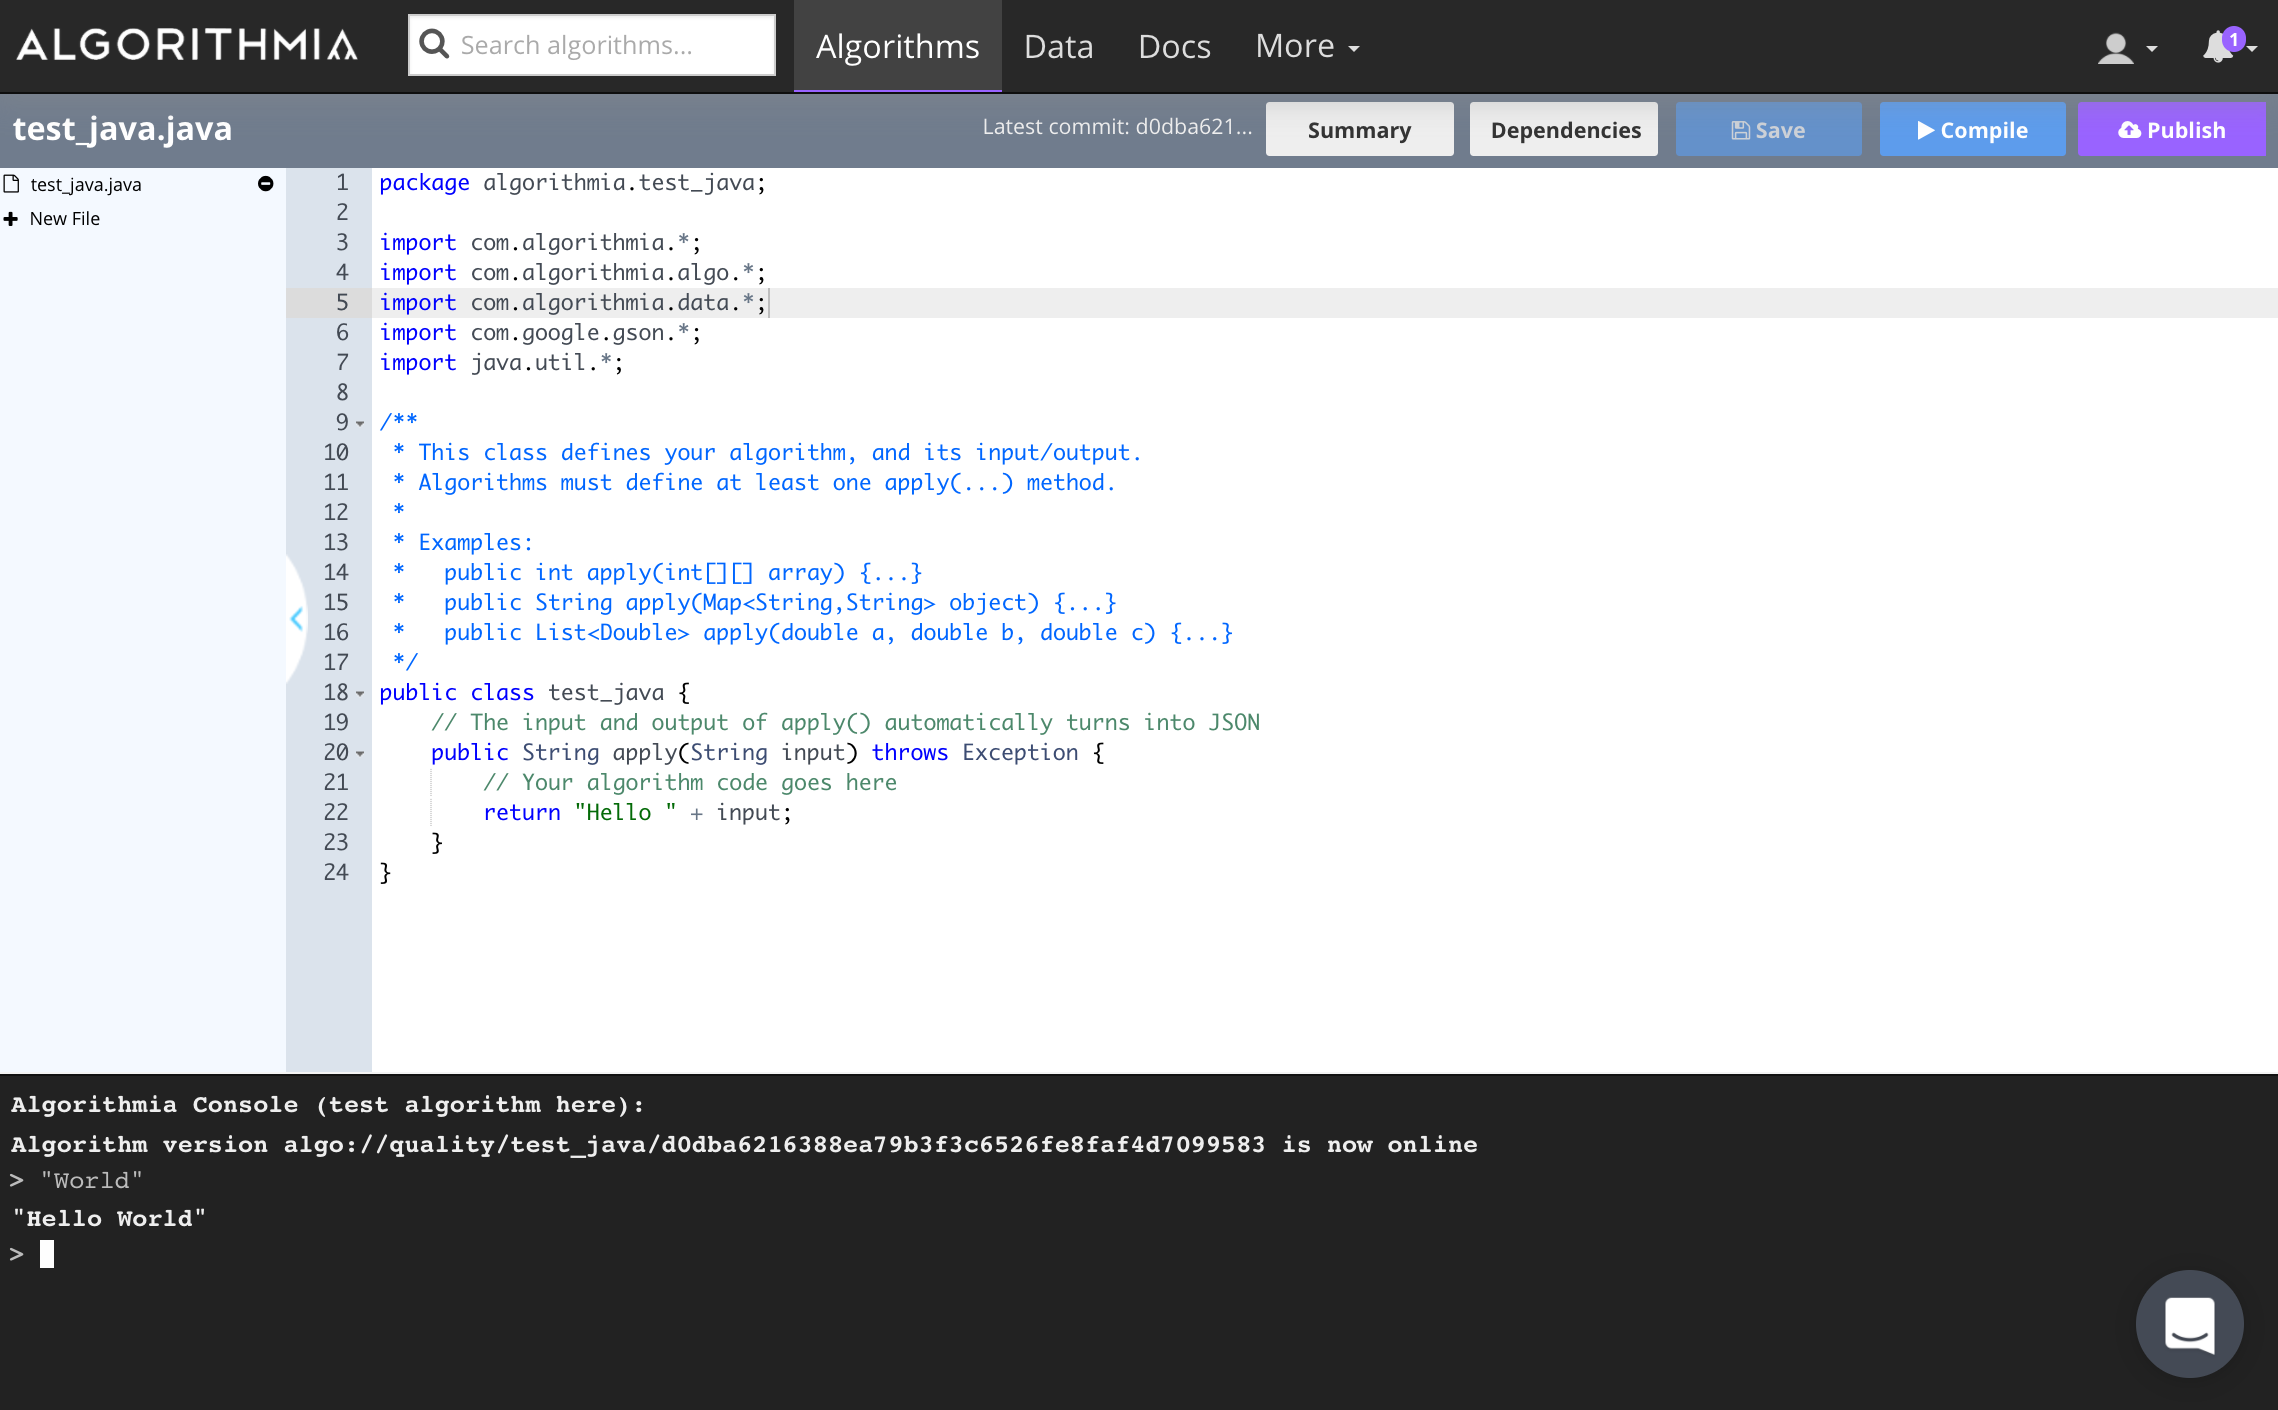 ALGORITHMIA
Search algorithms...
Algorithms
Data
Docs
More
1
test_java.java
Latest commit: d0dba621...
Summary
Dependencies
Save
Compile
Publish
test_java.java
New File
1 package algorithmia.test_java;
2
3 import com.algorithmia.*;
4 import com.algorithmia.algo.*;
5 import com.algorithmia.data.*;
6 import com.google.gson.*;
7 import java.util.*;
8
9 /**
10 * This class defines your algorithm, and its input/output.
11 * Algorithms must define at least one apply(...) method.
12 *
13 * Examples:
14 *   public int apply(int[][] array) {...}
15 *   public String apply(Map<String,String> object) {...}
16 *   public List<Double> apply(double a, double b, double c) {...}
17 */
18 public class test_java {
19     // The input and output of apply() automatically turns into JSON
20     public String apply(String input) throws Exception {
21         // Your algorithm code goes here
22         return "Hello " + input;
23     }
24 }
Algorithmia Console (test algorithm here):
Algorithm version algo://quality/test_java/d0dba6216388ea79b3f3c6526fe8faf4d7099583 is now online
> "World"
"Hello World"
>